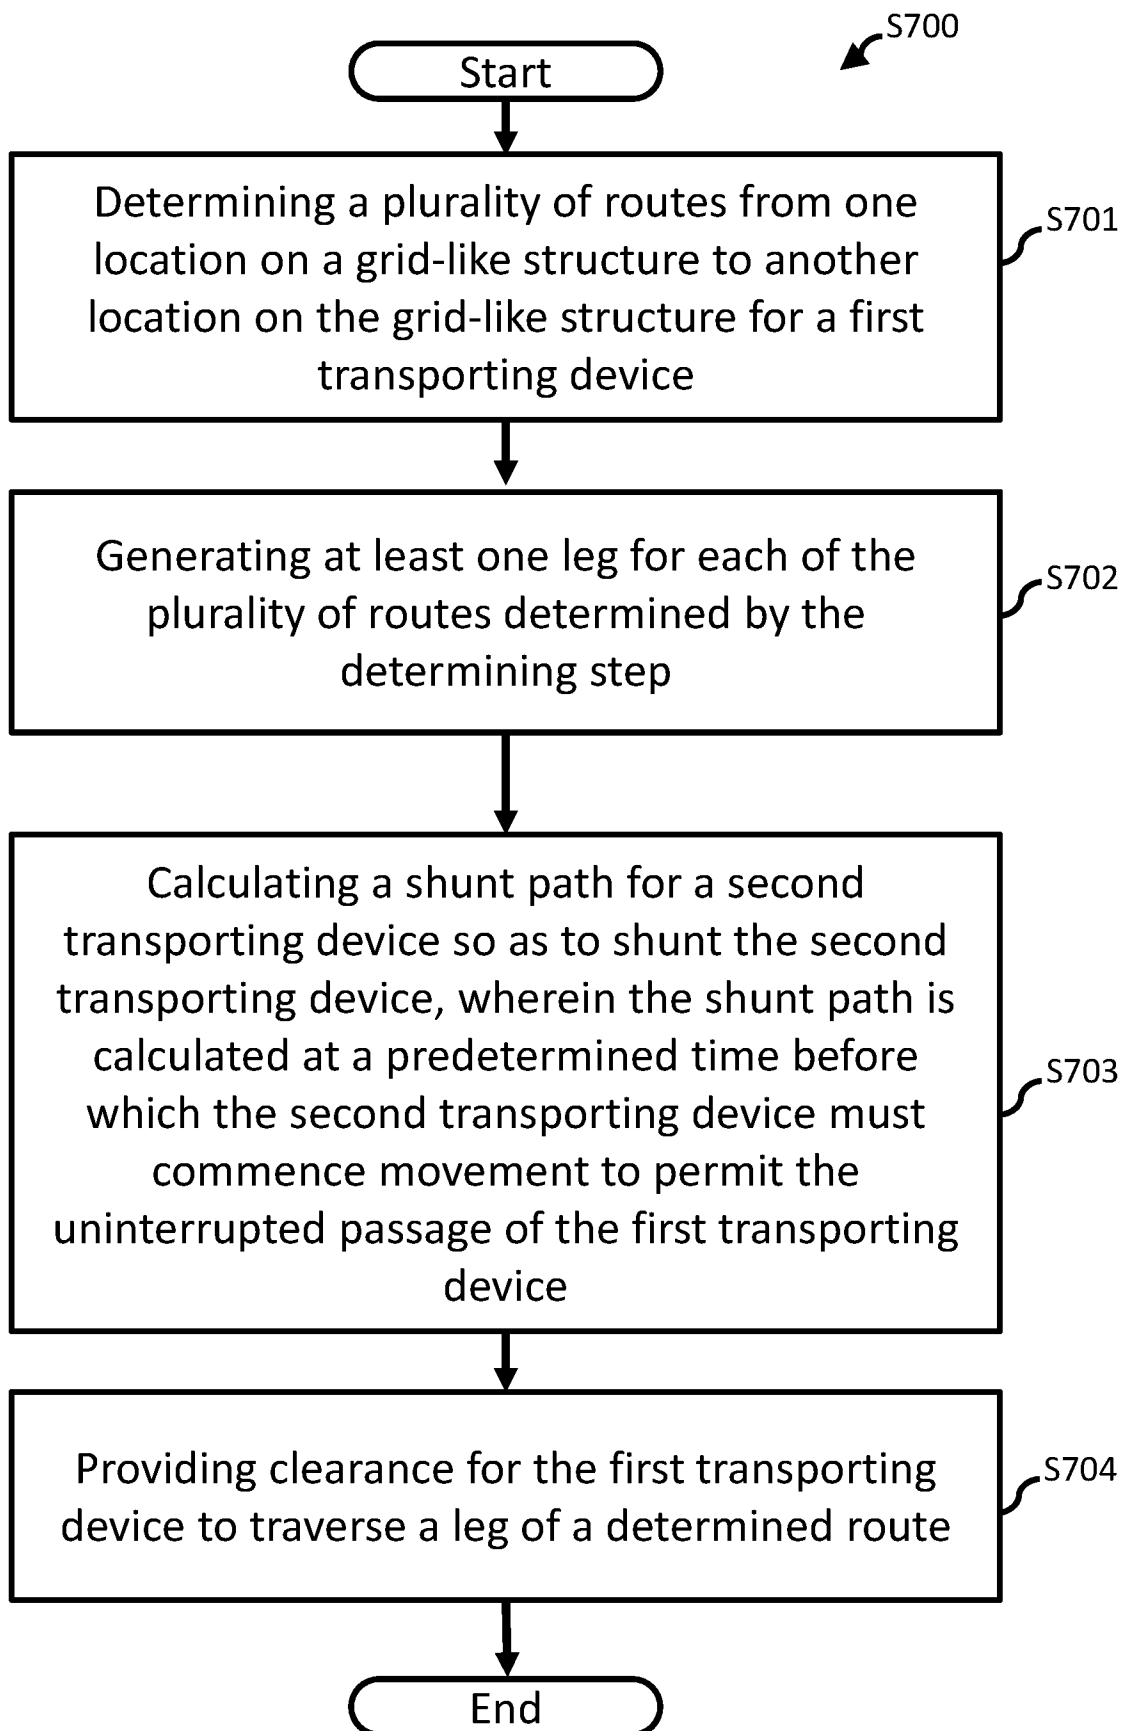 S700
Start
Determining a plurality of routes from one
location on a grid-like structure to another
location on the grid-like structure for a first
transporting device
S701
Generating at least one leg for each of the
plurality of routes determined by the
determining step
S702
Calculating a shunt path for a second
transporting device so as to shunt the second
transporting device, wherein the shunt path is
calculated at a predetermined time before
which the second transporting device must
commence movement to permit the
uninterrupted passage of the first transporting
device
S703
Providing clearance for the first transporting
device to traverse a leg of a determined route
S704
End